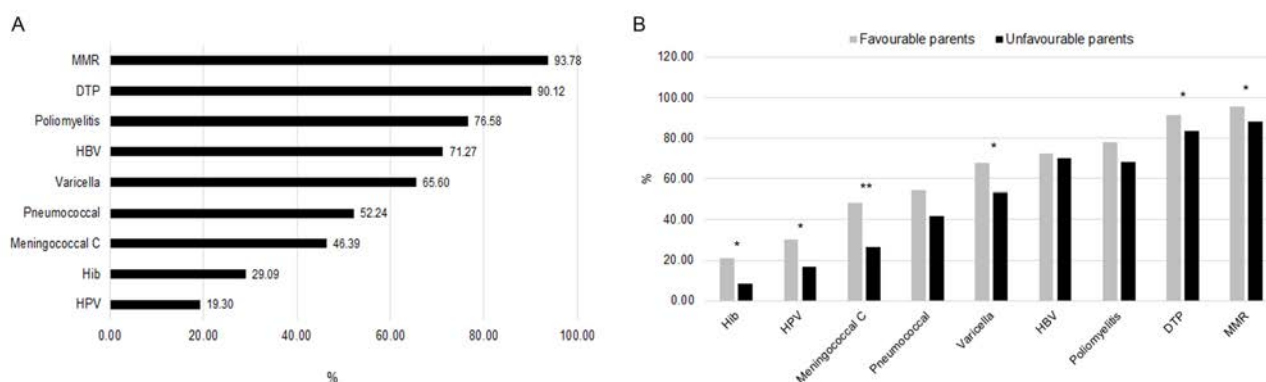 A
MMR
93.78
DTP
90.12
Poliomyelitis
76.58
HBV
71.27
Varicella
65.60
Pneumococcal
52.24
Meningococcal C
46.39
Hib
29.09
HPV
19.30
0.00 20.00 40.00 60.00 80.00 100.00
%
B
Favourable parents Unfavourable parents
120.00
100.00
80.00
60.00
40.00
20.00
0.00
%
* * ** * * *
Hib HPV Meningococcal C Pneumococcal Varicella HBV Poliomyelitis DTP MMR